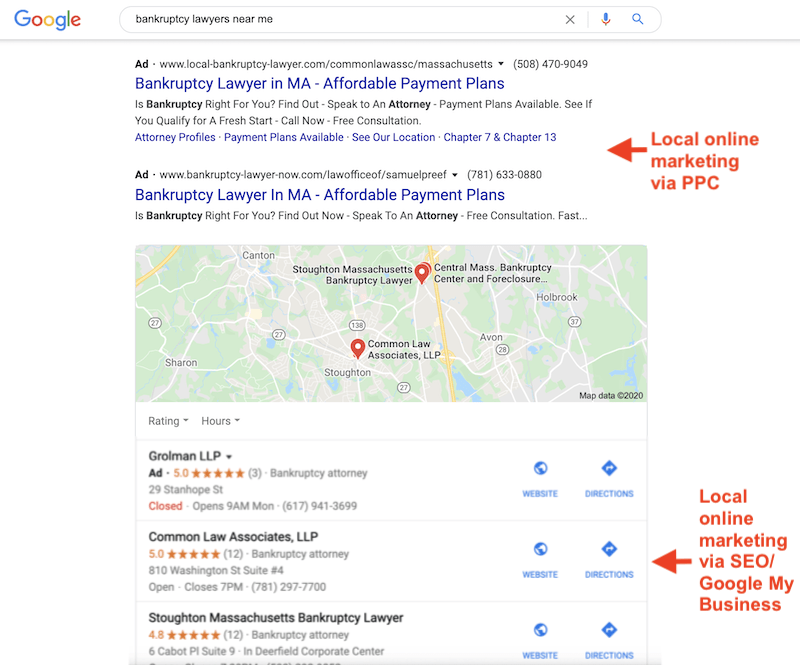 Google
bankruptcy lawyers near me
Ad · www.local-bankruptcy-lawyer.com/commonlawassc/massachusetts (508) 470-9049
Bankruptcy Lawyer in MA - Affordable Payment Plans
Is Bankruptcy Right For You? Find Out - Speak to An Attorney - Payment Plans Available. See If
You Qualify for A Fresh Start - Call Now - Free Consultation.
Attorney Profiles · Payment Plans Available · See Our Location · Chapter 7 & Chapter 13
Local online
marketing
via PPC
Ad · www.bankruptcy-lawyer-now.com/lawofficeof/samuelpreef (781) 633-0880
Bankruptcy Lawyer In MA - Affordable Payment Plans
Is Bankruptcy Right For You? Find Out Now - Speak To An Attorney - Free Consultation. Fast...
Canton
Stoughton Massachusetts
Bankruptcy Lawyer
Central Mass. Bankruptcy
Center and Foreclosure...
Holbrook
27
138
37
27
Avon
28
Common Law
Associates, LLP
Sharon
Stoughton
27
Map data ©2020
Rating Hours
Grolman LLP
Ad · 5.0 ★★★★★ (3) · Bankruptcy attorney
29 Stanhope St
Closed · Opens 9AM Mon · (617) 941-3699
WEBSITE DIRECTIONS
Common Law Associates, LLP
5.0 ★★★★★ (12) · Bankruptcy attorney
810 Washington St Suite #4
Open · Closes 7PM · (781) 297-7700
WEBSITE DIRECTIONS
Local
online
marketing
via SEO/
Google My
Business
Stoughton Massachusetts Bankruptcy Lawyer
4.8 ★★★★★ (12) · Bankruptcy attorney
6 Cabot Pl Suite 9 · In Deerfield Corporate Center
WEBSITE DIRECTIONS